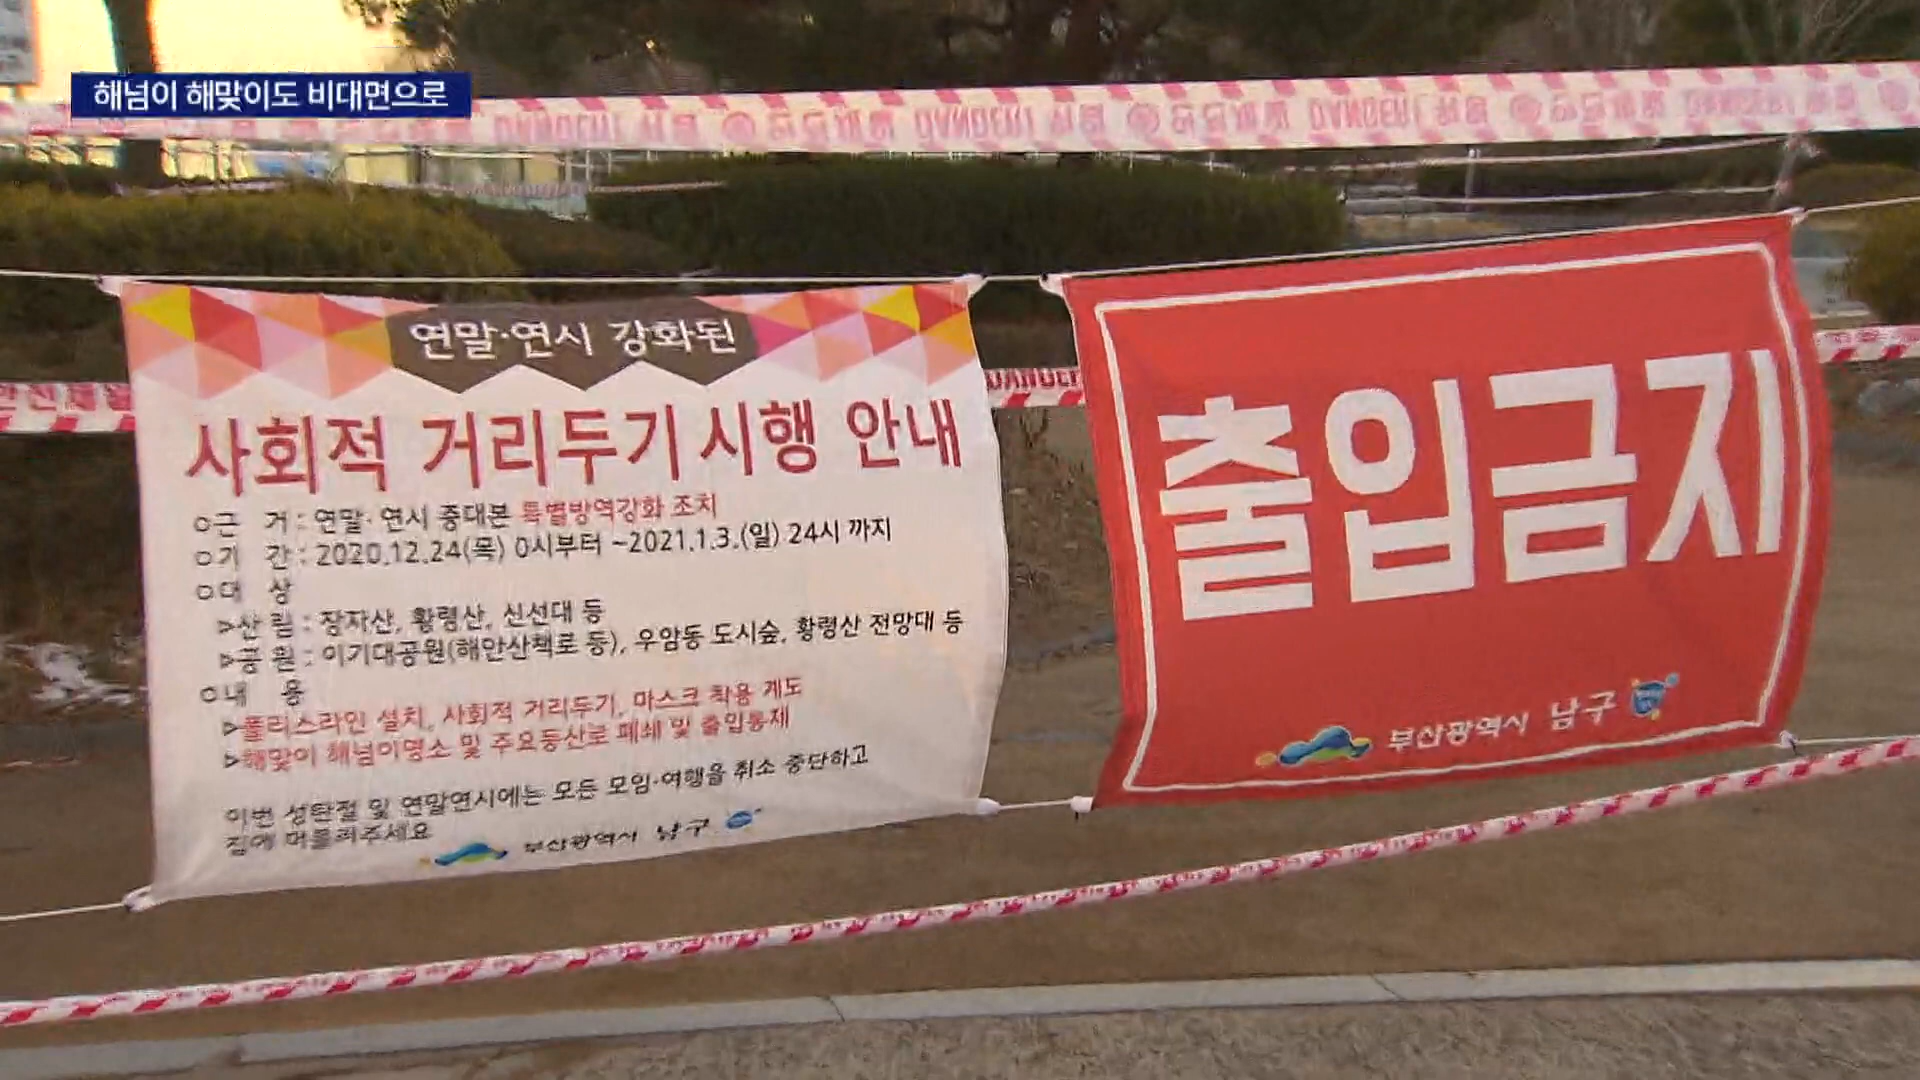 해넘이 해맞이도 비대면으로
연말·연시 강화된
사회적 거리두기 시행 안내
○근 거 : 연말·연시 중대본 특별방역강화 조치
○기 간 : 2020.12.24(목) 0시부터 ~2021.1.3.(일) 24시 까지
○대 상
▷산 림 : 장자산, 황령산, 신선대 등
▷공 원 : 이기대공원(해안산책로 등), 우암동 도시숲, 황령산 전망대 등
○내 용
▷폴리스라인 설치, 사회적 거리두기, 마스크 착용 계도
▷해맞이 해넘이명소 및 주요등산로 폐쇄 및 출입통제
이번 성탄절 및 연말연시에는 모든 모임·여행을 취소 중단하고
집에 머물러주세요
부산광역시 남구
출입금지
부산광역시 남구